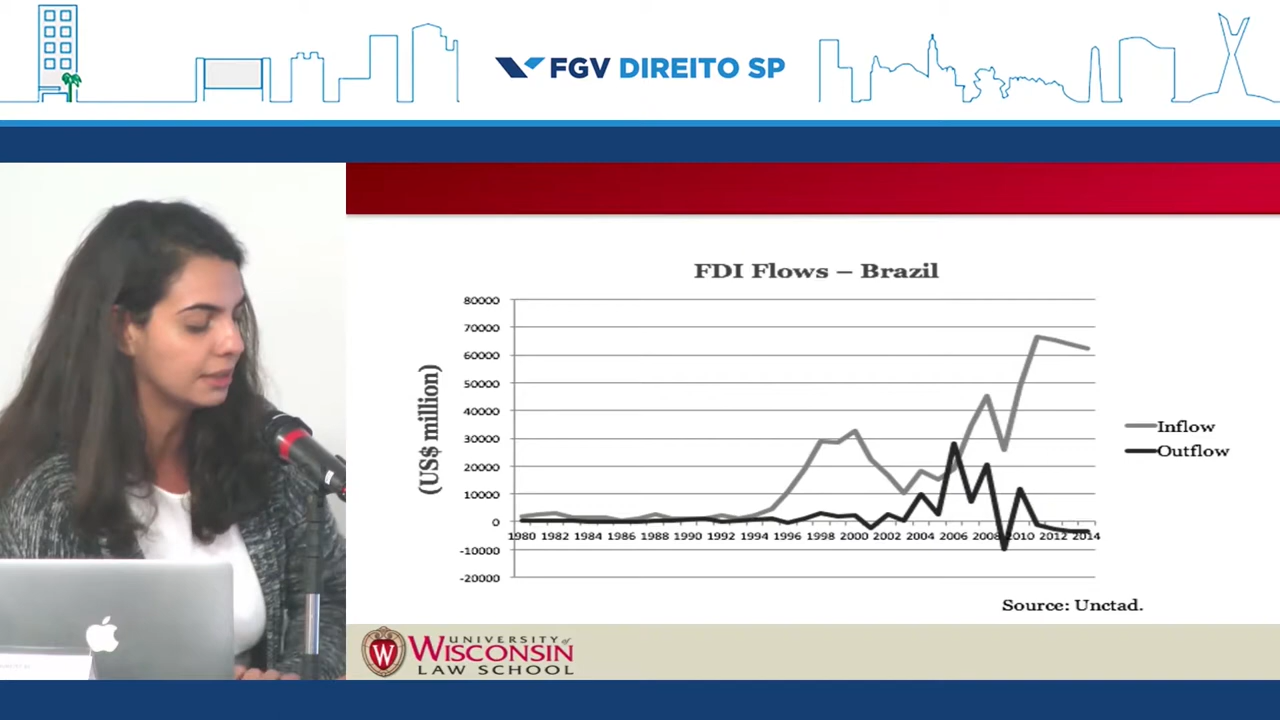 FGV DIREITO SP
FDI Flows – Brazil
(US$ million)
80000
70000
60000
50000
40000
30000
20000
10000
0
-10000
-20000
1980 1982 1984 1986 1988 1990 1992 1994 1996 1998 2000 2002 2004 2006 2008 2010 2012 2014
Inflow
Outflow
Source: Unctad.
W
UNIVERSITY of
WISCONSIN
LAW SCHOOL